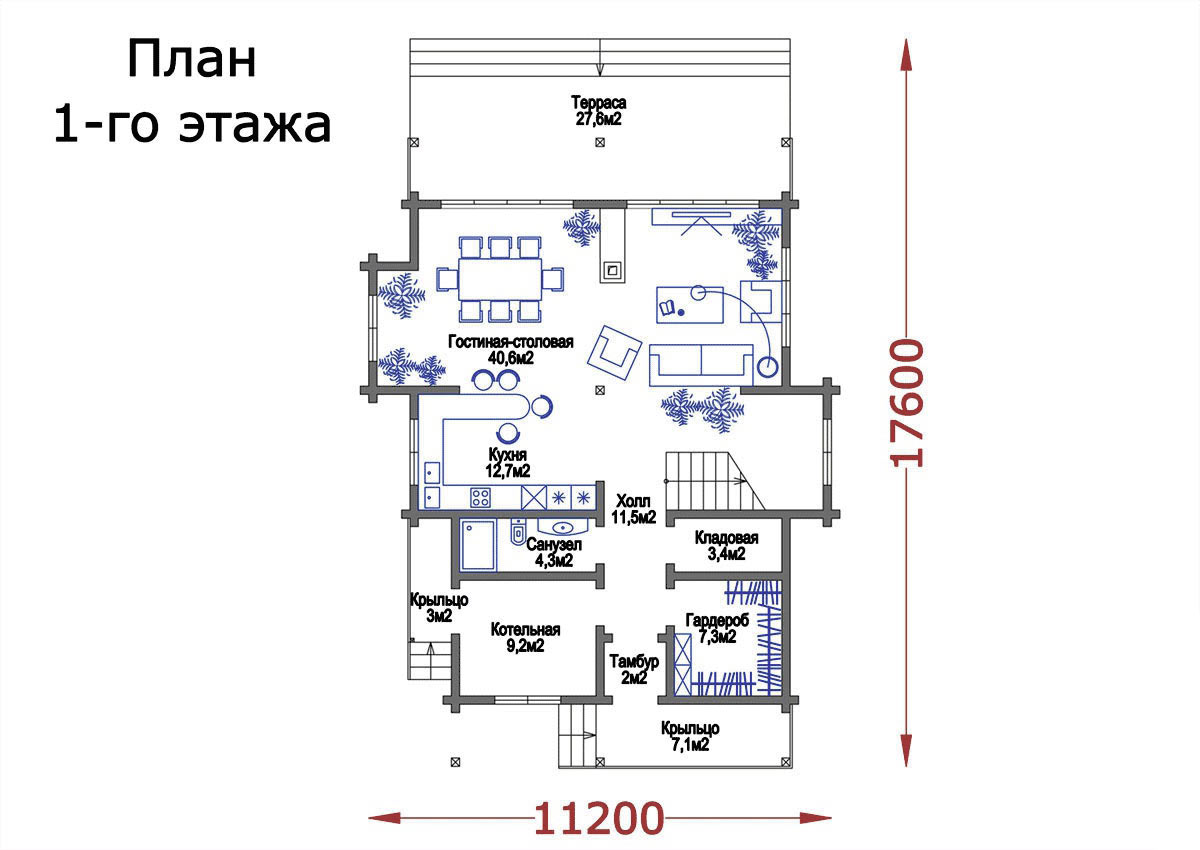 План
1-го этажа
Терраса
27,6м2
Гостиная-столовая
40,6м2
Кухня
12,7м2
Холл
11,5м2
Санузел
4,3м2
Кладовая
3,4м2
Крыльцо
3м2
Котельная
9,2м2
Гардероб
7,3м2
Тамбур
2м2
Крыльцо
7,1м2
17600
11200